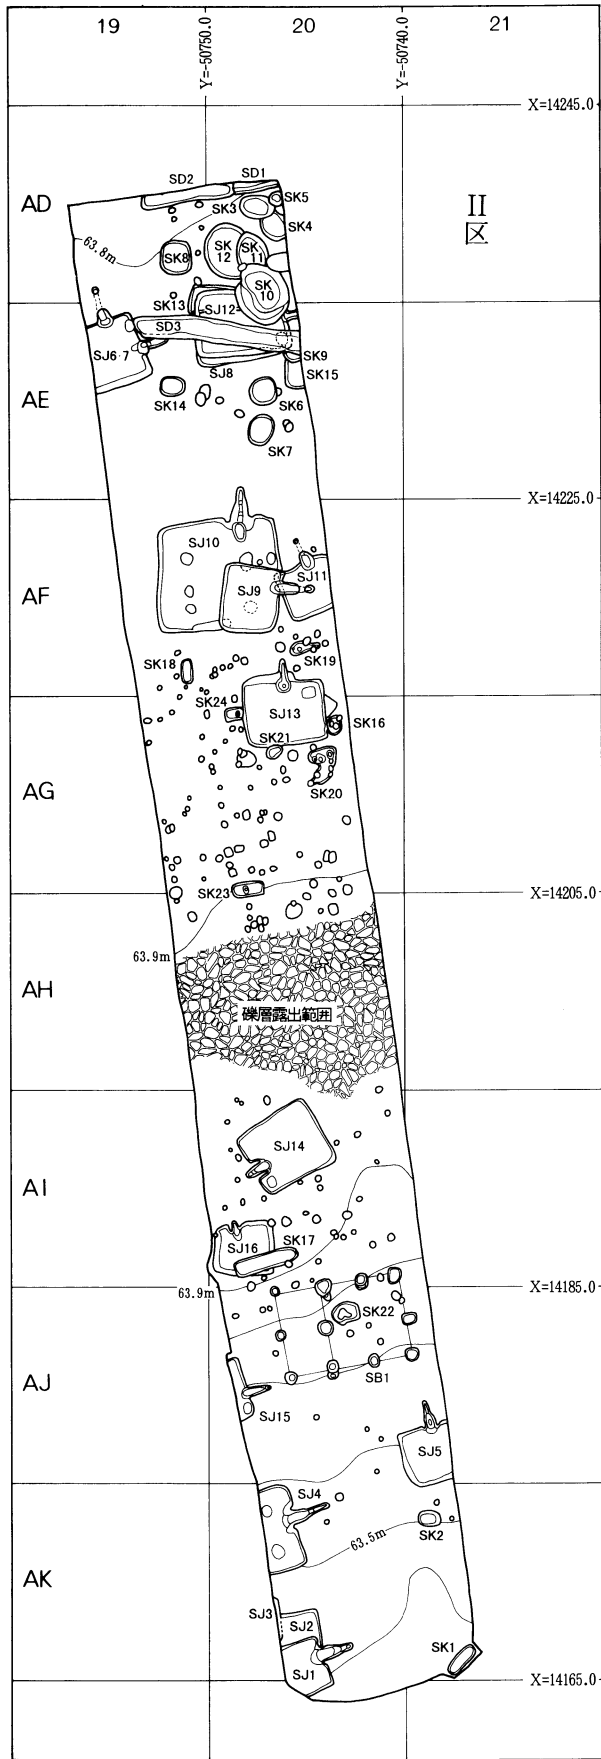 19
20
21
Y=-50750.0
Y=-50740.0
X=14245.0
AD
II
区
SD2
SD1
SK5
SK3
SK4
63.8m
SK8
SK
12
SK
11
SK
10
SK13
SJ12
SD3
SJ6・7
SJ8
SK9
SK15
AE
SK14
SK6
SK7
X=14225.0
SJ10
AF
SJ9
SJ11
SK18
SK19
SK24
SJ13
SK16
SK21
AG
SK20
SK23
X=14205.0
63.9m
AH
礫層露出範囲
SJ14
AI
SJ16
SK17
63.9m
X=14185.0
SK22
AJ
SB1
SJ15
SJ5
SJ4
SK2
63.5m
AK
SJ3
SJ2
SK1
SJ1
X=14165.0